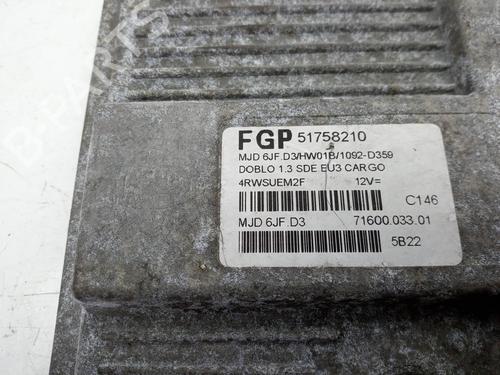 FGP 51758210
MJD 6JF.D3/HW01B/1092-D359
DOBLO 1.3 SDE EU3 CARGO
4RWSUEM2F 12V=
C146
MJD 6JF.D3 71600.033.01
5B22